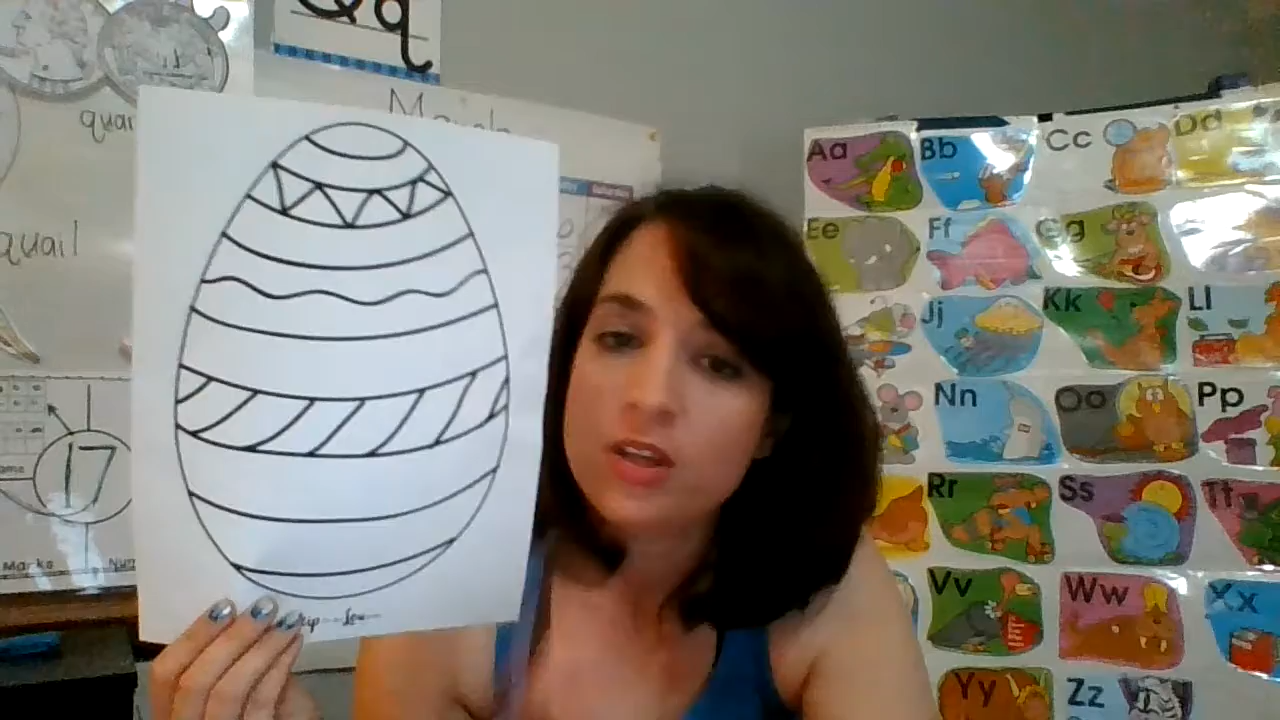 Qq
quail
17
Aa
Bb
Cc
Dd
Ee
Ff
Gg
Jj
Kk
Ll
Nn
Oo
Pp
Rr
Ss
Tt
Vv
Ww
Xx
Yy
Zz